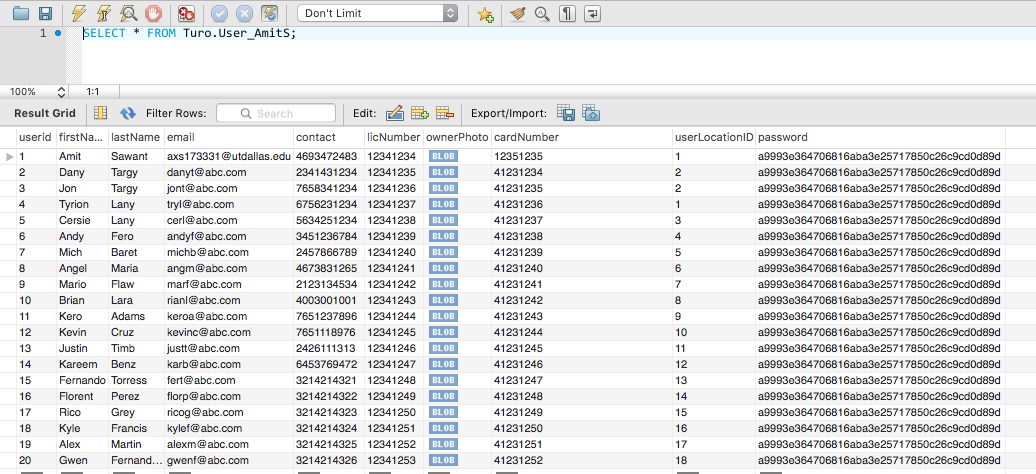 Don't Limit
1 SELECT * FROM Turo.User_AmitS;
100% 1:1
Result Grid Filter Rows: Search Edit: Export/Import:
userid firstNa... lastName email contact licNumber ownerPhoto cardNumber userLocationID password
1 Amit Sawant axs173331@utdallas.edu 4693472483 12341234 BLOB 12351235 1 a9993e364706816aba3e25717850c26c9cd0d89d
2 Dany Targy danyt@abc.com 2341431234 12341235 BLOB 41231234 2 a9993e364706816aba3e25717850c26c9cd0d89d
3 Jon Targy jont@abc.com 7658341234 12341236 BLOB 41231235 2 a9993e364706816aba3e25717850c26c9cd0d89d
4 Tyrion Lany tryl@abc.com 6756231234 12341237 BLOB 41231236 1 a9993e364706816aba3e25717850c26c9cd0d89d
5 Cersie Lany cerl@abc.com 5634251234 12341238 BLOB 41231237 3 a9993e364706816aba3e25717850c26c9cd0d89d
6 Andy Fero andyf@abc.com 3451236784 12341239 BLOB 41231238 4 a9993e364706816aba3e25717850c26c9cd0d89d
7 Mich Baret michb@abc.com 2457866789 12341240 BLOB 41231239 5 a9993e364706816aba3e25717850c26c9cd0d89d
8 Angel Maria angm@abc.com 4673831265 12341241 BLOB 41231240 6 a9993e364706816aba3e25717850c26c9cd0d89d
9 Mario Flaw marf@abc.com 2123134534 12341242 BLOB 41231241 7 a9993e364706816aba3e25717850c26c9cd0d89d
10 Brian Lara rianl@abc.com 4003001001 12341243 BLOB 41231242 8 a9993e364706816aba3e25717850c26c9cd0d89d
11 Kero Adams keroa@abc.com 7651237896 12341244 BLOB 41231243 9 a9993e364706816aba3e25717850c26c9cd0d89d
12 Kevin Cruz kevinc@abc.com 7651118976 12341245 BLOB 41231244 10 a9993e364706816aba3e25717850c26c9cd0d89d
13 Justin Timb justt@abc.com 2426111313 12341246 BLOB 41231245 11 a9993e364706816aba3e25717850c26c9cd0d89d
14 Kareem Benz karb@abc.com 6453769472 12341247 BLOB 41231246 12 a9993e364706816aba3e25717850c26c9cd0d89d
15 Fernando Torress fert@abc.com 3214214321 12341248 BLOB 41231247 13 a9993e364706816aba3e25717850c26c9cd0d89d
16 Florent Perez florp@abc.com 3214214322 12341249 BLOB 41231248 14 a9993e364706816aba3e25717850c26c9cd0d89d
17 Rico Grey ricog@abc.com 3214214323 12341250 BLOB 41231249 15 a9993e364706816aba3e25717850c26c9cd0d89d
18 Kyle Francis kylef@abc.com 3214214324 12341251 BLOB 41231250 16 a9993e364706816aba3e25717850c26c9cd0d89d
19 Alex Martin alexm@abc.com 3214214325 12341252 BLOB 41231251 17 a9993e364706816aba3e25717850c26c9cd0d89d
20 Gwen Fernand... gwenf@abc.com 3214214326 12341253 BLOB 41231252 18 a9993e364706816aba3e25717850c26c9cd0d89d